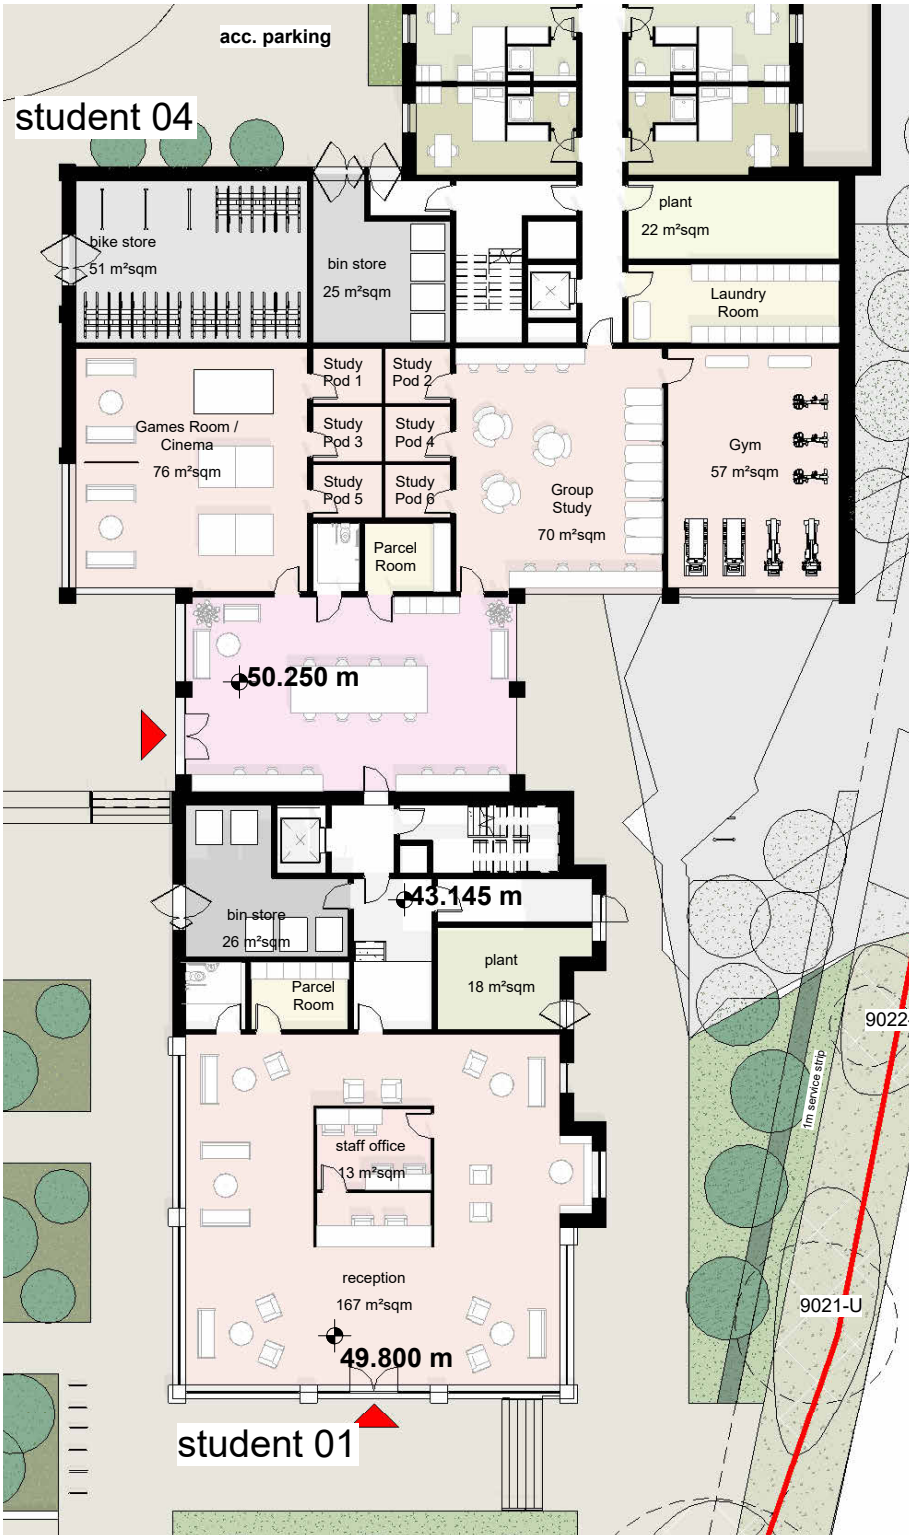 acc. parking
student 04
plant
22 m²sqm
bike store
51 m²sqm
bin store
25 m²sqm
Laundry
Room
Study
Pod 1
Study
Pod 2
Games Room /
Cinema
76 m²sqm
Study
Pod 3
Study
Pod 4
Gym
57 m²sqm
Study
Pod 5
Study
Pod 6
Group
Study
70 m²sqm
Parcel
Room
50.250 m
43.145 m
bin store
26 m²sqm
plant
18 m²sqm
Parcel
Room
9022-
1m service strip
staff office
13 m²sqm
reception
167 m²sqm
9021-U
49.800 m
student 01